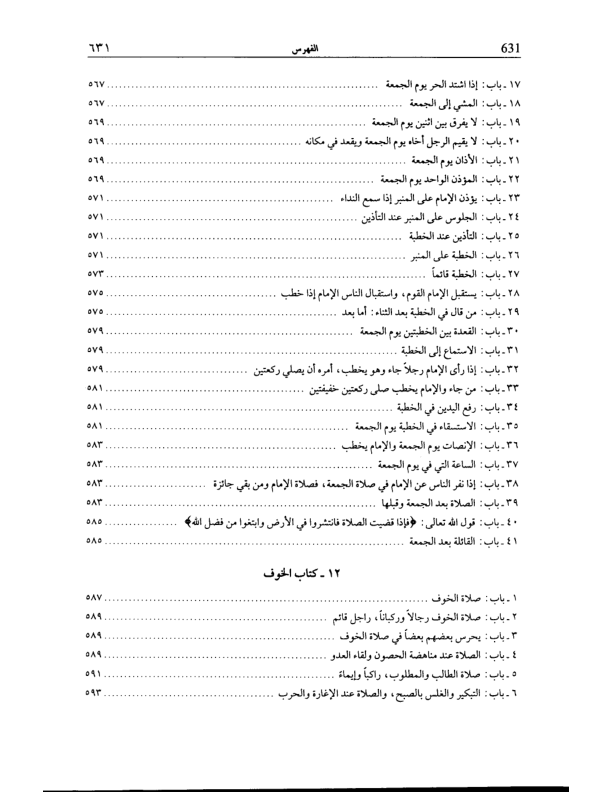 631 الفهرس ٦٣١
١٧ ـ باب: إذا اشتد الحر يوم الجمعة ........ ٥٦٧
١٨ ـ باب: المشي إلى الجمعة ........ ٥٦٧
١٩ ـ باب: لا يفرق بين اثنين يوم الجمعة ........ ٥٦٩
٢٠ ـ باب: لا يقيم الرجل أخاه يوم الجمعة ويقعد في مكانه ........ ٥٦٩
٢١ ـ باب: الأذان يوم الجمعة ........ ٥٦٩
٢٢ ـ باب: المؤذن الواحد يوم الجمعة ........ ٥٦٩
٢٣ ـ باب: يؤذن الإمام على المنبر إذا سمع النداء ........ ٥٧١
٢٤ ـ باب: الجلوس على المنبر عند التأذين ........ ٥٧١
٢٥ ـ باب: التأذين عند الخطبة ........ ٥٧١
٢٦ ـ باب: الخطبة على المنبر ........ ٥٧١
٢٧ ـ باب: الخطبة قائماً ........ ٥٧٣
٢٨ ـ باب: يستقبل الإمام القوم، واستقبال الناس الإمام إذا خطب ........ ٥٧٥
٢٩ ـ باب: من قال في الخطبة بعد الثناء: أما بعد ........ ٥٧٥
٣٠ ـ باب: القعدة بين الخطبتين يوم الجمعة ........ ٥٧٩
٣١ ـ باب: الاستماع إلى الخطبة ........ ٥٧٩
٣٢ ـ باب: إذا رأى الإمام رجلاً جاء وهو يخطب، أمره أن يصلي ركعتين ........ ٥٧٩
٣٣ ـ باب: من جاء والإمام يخطب صلى ركعتين خفيفتين ........ ٥٨١
٣٤ ـ باب: رفع اليدين في الخطبة ........ ٥٨١
٣٥ ـ باب: الاستسقاء في الخطبة يوم الجمعة ........ ٥٨١
٣٦ ـ باب: الإنصات يوم الجمعة والإمام يخطب ........ ٥٨٣
٣٧ ـ باب: الساعة التي في يوم الجمعة ........ ٥٨٣
٣٨ ـ باب: إذا نفر الناس عن الإمام في صلاة الجمعة، فصلاة الإمام ومن بقي جائزة ........ ٥٨٣
٣٩ ـ باب: الصلاة بعد الجمعة وقبلها ........ ٥٨٣
٤٠ ـ باب: قول الله تعالى: ﴿فإذا قضيت الصلاة فانتشروا في الأرض وابتغوا من فضل الله﴾ ........ ٥٨٥
٤١ ـ باب: القائلة بعد الجمعة ........ ٥٨٥
١٢ ـ كتاب الخوف
١ ـ باب: صلاة الخوف ........ ٥٨٧
٢ ـ باب: صلاة الخوف رجالاً وركباناً، راجل قائم ........ ٥٨٩
٣ ـ باب: يحرس بعضهم بعضاً في صلاة الخوف ........ ٥٨٩
٤ ـ باب: الصلاة عند مناهضة الحصون ولقاء العدو ........ ٥٨٩
٥ ـ باب: صلاة الطالب والمطلوب، راكباً وإيماءً ........ ٥٩١
٦ ـ باب: التبكير والغلس بالصبح، والصلاة عند الإغارة والحرب ........ ٥٩٣